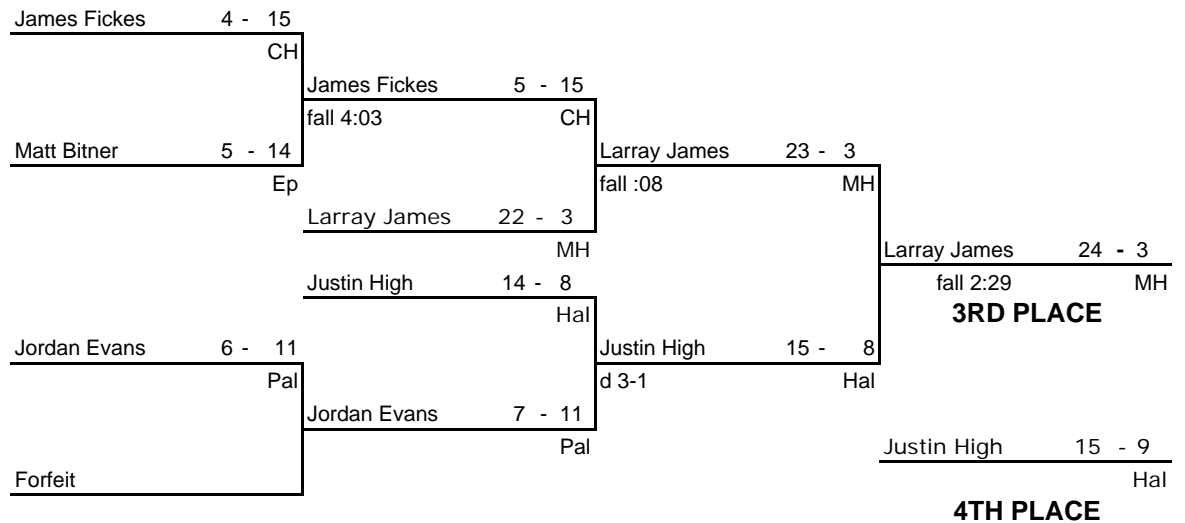 James Fickes 4 - 15
CH
James Fickes 5 - 15
fall 4:03 CH
Matt Bitner 5 - 14
Larray James 23 - 3
Ep
fall :08 MH
Larray James 22 - 3
MH
Larray James 24 - 3
Justin High 14 - 8
fall 2:29 MH
Hal
3RD PLACE
Jordan Evans 6 - 11
Justin High 15 - 8
Pal
d 3-1 Hal
Jordan Evans 7 - 11
Pal
Justin High 15 - 9
Forfeit
Hal
4TH PLACE